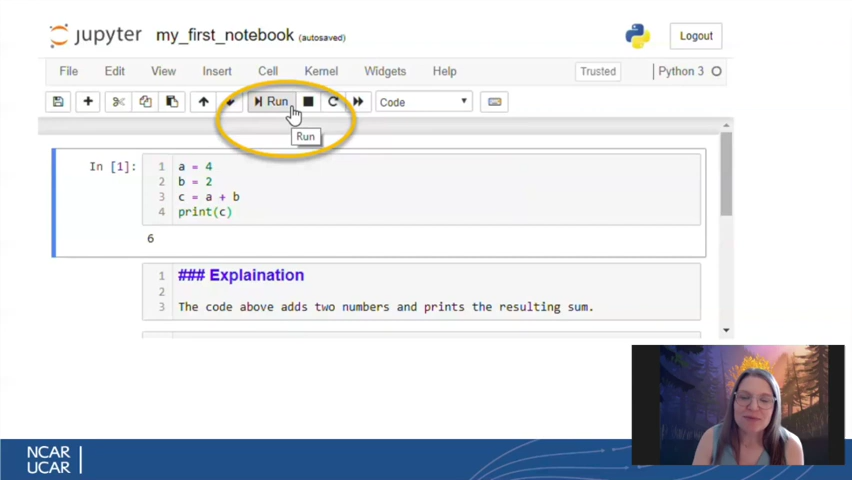 jupyter my_first_notebook (autosaved) Logout
File Edit View Insert Cell Kernel Widgets Help Trusted Python 3
Run Code
Run
In [1]: 1 a = 4
2 b = 2
3 c = a + b
4 print(c)
6
1 ### Explaination
2
3 The code above adds two numbers and prints the resulting sum.
NCAR
UCAR